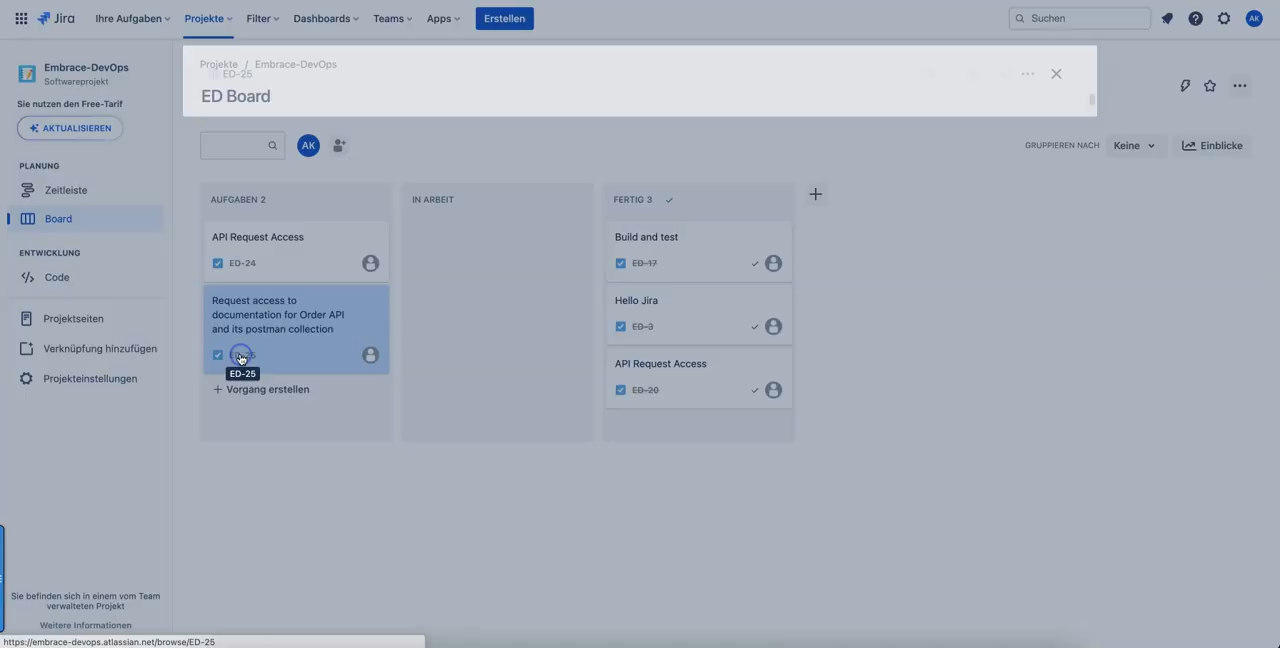 Jira
Ihre Aufgaben
Projekte
Filter
Dashboards
Teams
Apps
Erstellen
Suchen
AK
Embrace-DevOps
Softwareprojekt
Sie nutzen den Free-Tarif
AKTUALISIEREN
PLANUNG
Zeitleiste
Board
ENTWICKLUNG
Code
Projektseiten
Verknüpfung hinzufügen
Projekteinstellungen
Sie befinden sich in einem vom Team
verwalteten Projekt
Weitere Informationen
Projekte / Embrace-DevOps
ED-25
ED Board
AK
GRUPPIEREN NACH
Keine
Einblicke
AUFGABEN 2
API Request Access
ED-24
Request access to
documentation for Order API
and its postman collection
ED-25
ED-25
+ Vorgang erstellen
IN ARBEIT
FERTIG 3
Build and test
ED-17
Hello Jira
ED-3
API Request Access
ED-20
https://embrace-devops.atlassian.net/browse/ED-25